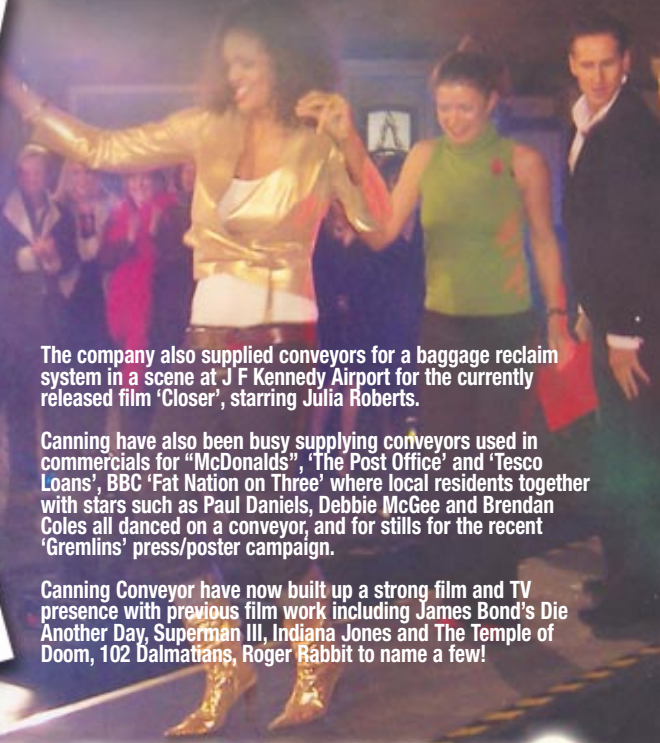 The company also supplied conveyors for a baggage reclaim
system in a scene at J F Kennedy Airport for the currently
released film ‘Closer’, starring Julia Roberts.
Canning have also been busy supplying conveyors used in
commercials for “McDonalds”, ‘The Post Office’ and ‘Tesco
Loans’, BBC ‘Fat Nation on Three’ where local residents together
with stars such as Paul Daniels, Debbie McGee and Brendan
Coles all danced on a conveyor, and for stills for the recent
‘Gremlins’ press/poster campaign.
Canning Conveyor have now built up a strong film and TV
presence with previous film work including James Bond’s Die
Another Day, Superman III, Indiana Jones and The Temple of
Doom, 102 Dalmatians, Roger Rabbit to name a few!